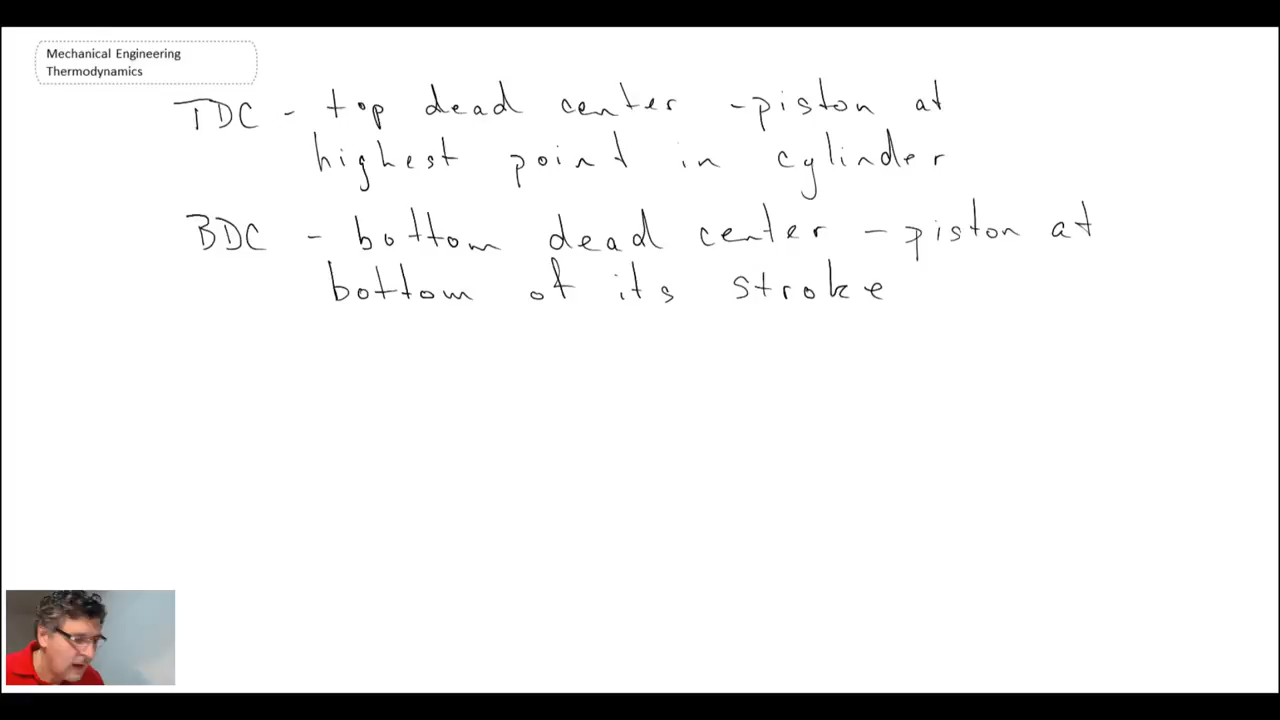 Mechanical Engineering
Thermodynamics
TDC - top dead center - piston at
highest point in cylinder
BDC - bottom dead center - piston at
bottom of its stroke